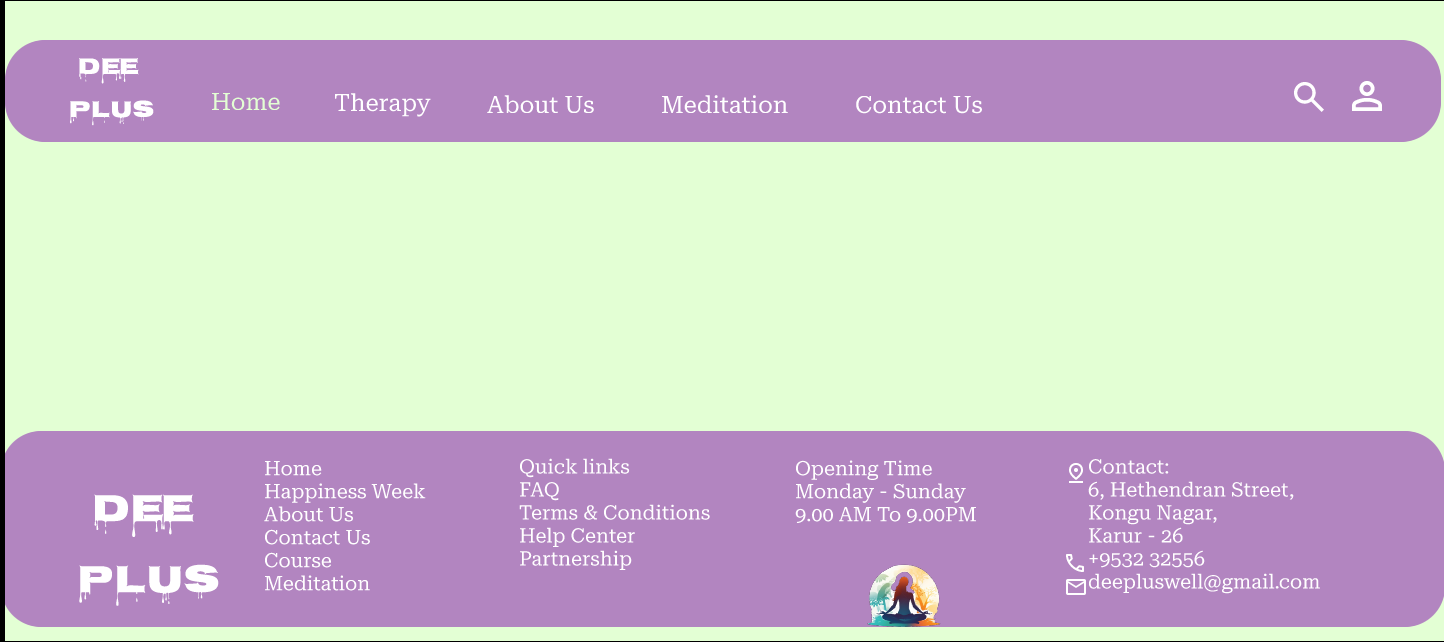 DEE
PLUS
Home
Therapy
About Us
Meditation
Contact Us
DEE
PLUS
Home
Happiness Week
About Us
Contact Us
Course
Meditation
Quick links
FAQ
Terms & Conditions
Help Center
Partnership
Opening Time
Monday - Sunday
9.00 AM To 9.00PM
Contact:
6, Hethendran Street,
Kongu Nagar,
Karur - 26
+9532 32556
deepluswell@gmail.com